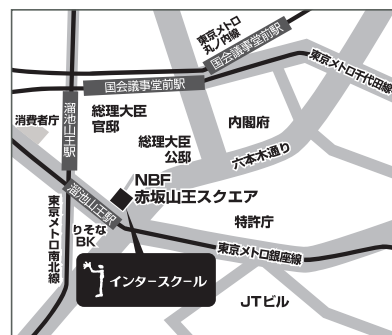 東京メトロ
丸ノ内線
国会議事堂前駅
東京メトロ千代田線
国会議事堂前駅
溜池山王駅
消費者庁
総理大臣
官邸
内閣府
総理大臣
公邸
六本木通り
NBF
赤坂山王スクエア
溜池山王駅
特許庁
東京メトロ南北線
りそな
BK
東京メトロ銀座線
インタースクール
JTビル